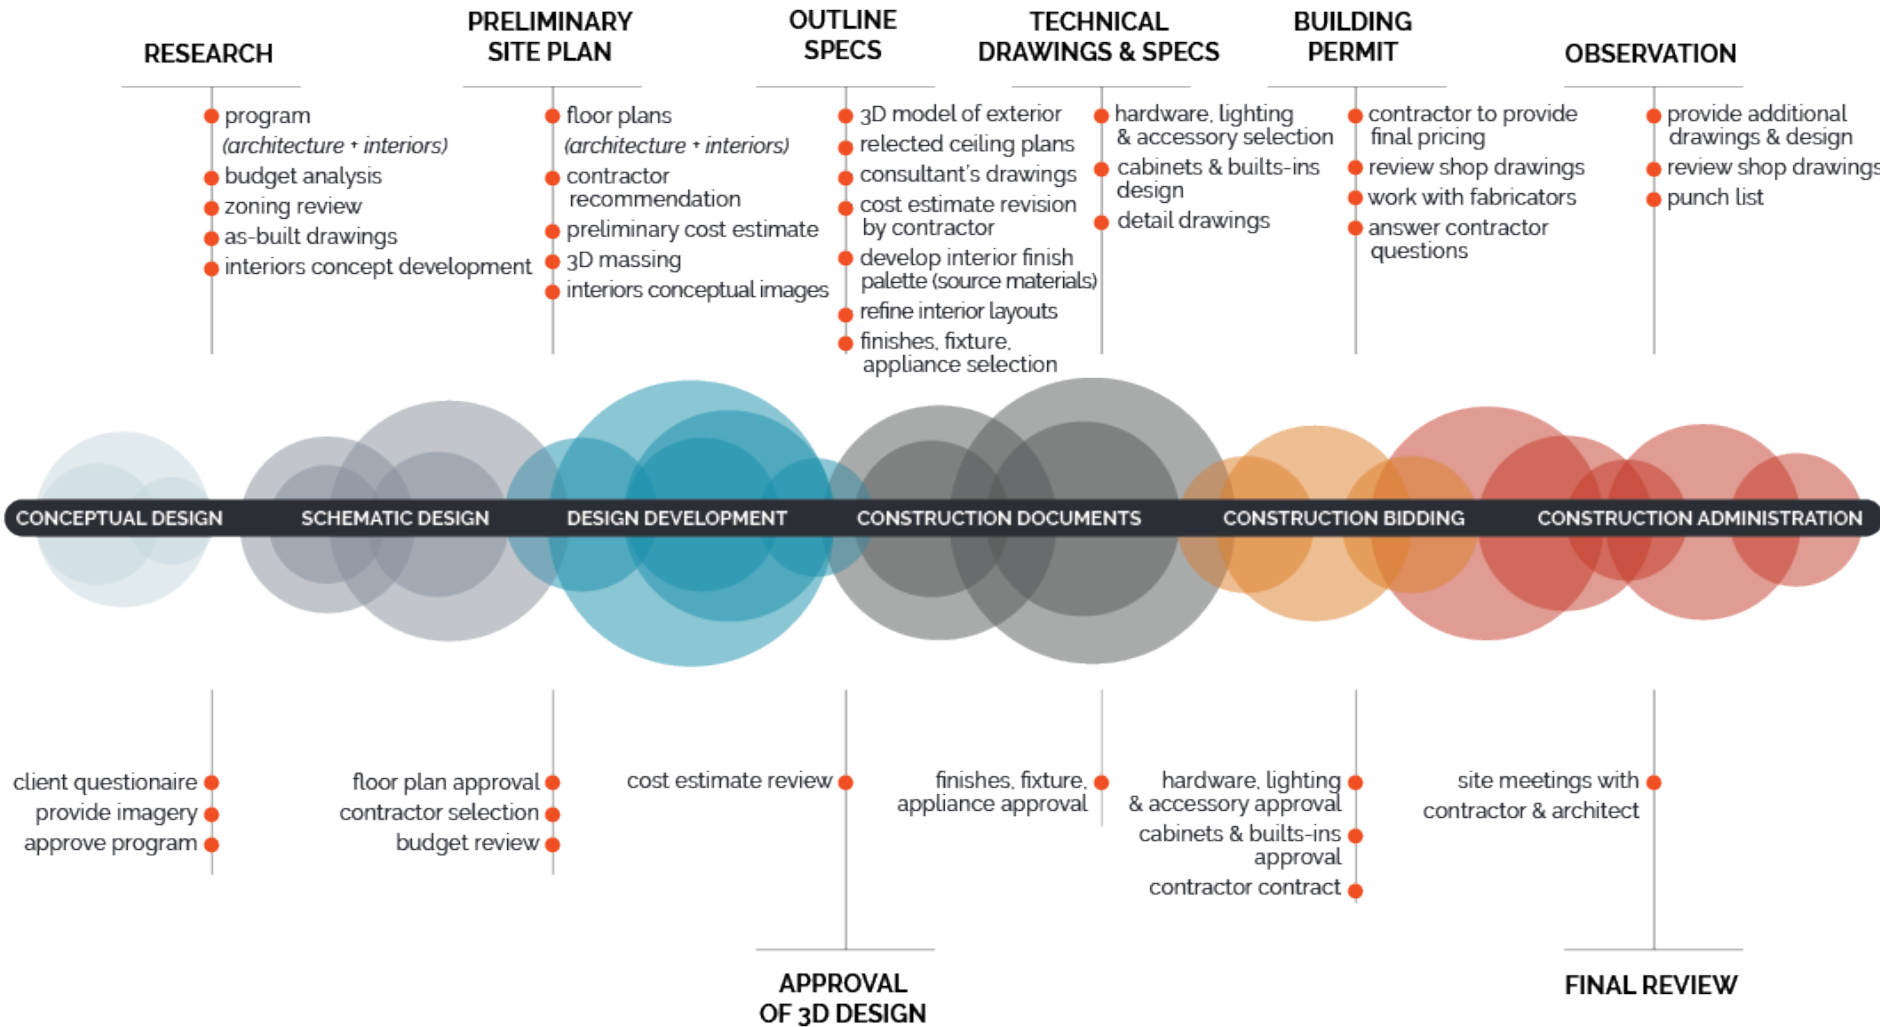 RESEARCH
program
(architecture + interiors)
budget analysis
zoning review
as-built drawings
interiors concept development
PRELIMINARY
SITE PLAN
floor plans
(architecture + interiors)
contractor
recommendation
preliminary cost estimate
3D massing
interiors conceptual images
OUTLINE
SPECS
3D model of exterior
relected ceiling plans
consultant's drawings
cost estimate revision
by contractor
develop interior finish
palette (source materials)
refine interior layouts
finishes, fixture,
appliance selection
TECHNICAL
DRAWINGS & SPECS
hardware, lighting
& accessory selection
cabinets & builts-ins
design
detail drawings
BUILDING
PERMIT
contractor to provide
final pricing
review shop drawings
work with fabricators
answer contractor
questions
OBSERVATION
provide additional
drawings & design
review shop drawings
punch list
CONCEPTUAL DESIGN
SCHEMATIC DESIGN
DESIGN DEVELOPMENT
CONSTRUCTION DOCUMENTS
CONSTRUCTION BIDDING
CONSTRUCTION ADMINISTRATION
client questionaire
provide imagery
approve program
floor plan approval
contractor selection
budget review
cost estimate review
APPROVAL
OF 3D DESIGN
finishes, fixture,
appliance approval
hardware, lighting
& accessory approval
cabinets & builts-ins
approval
contractor contract
site meetings with
contractor & architect
FINAL REVIEW